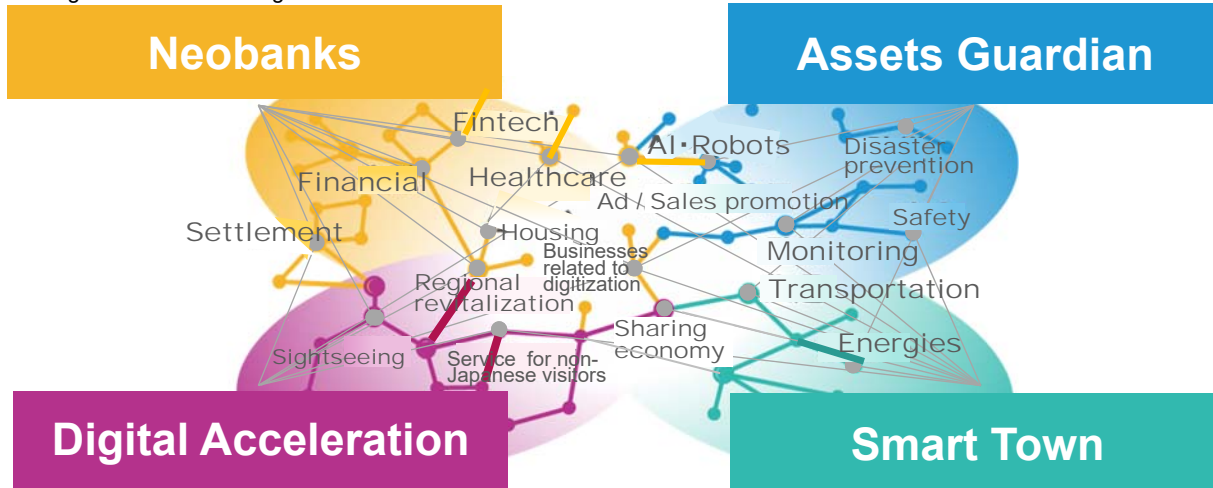 Neobanks
Assets Guardian
Fintech
AI・Robots
Disaster
prevention
Healthcare
Financial
Ad / Sales promotion
Safety
Settlement
Housing
Monitoring
Businesses
related to
digitization
Regional
revitalization
Transportation
Sharing
economy
Energies
Sightseeing
Service for non-
Japanese visitors
Digital Acceleration
Smart Town